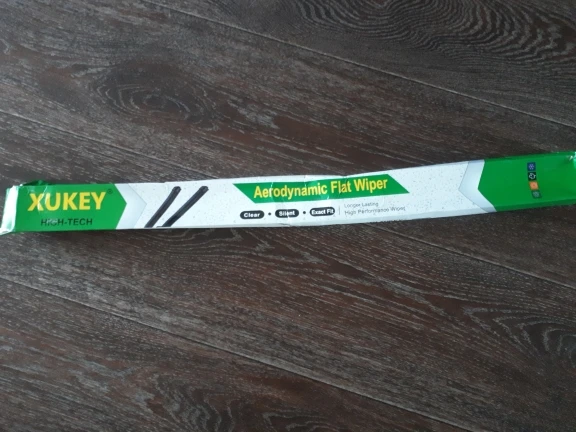 XUKEY®
HIGH-TECH
Aerodynamic Flat Wiper
Clear • Silent • Exact Fit
Longer Lasting
High Performance Wiper